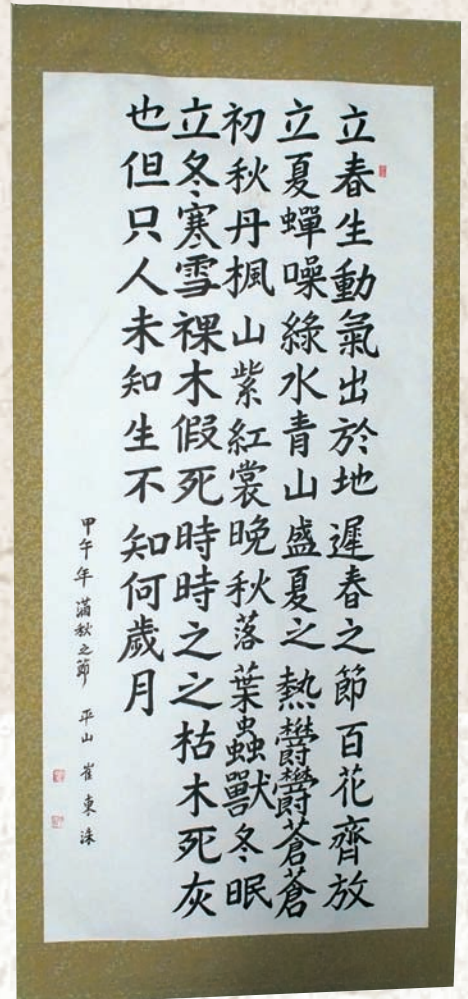 立春生動氣出於地遲春之節百花齊放
立夏蟬噪綠水青山盛夏之熱欝欝蒼蒼
初秋丹楓山紫紅裳晩秋落葉蟲獸冬眠
立冬寒雪裸木假死時時之之枯木死灰
也但只人未知生不知何歲月
甲午年 滿秋之節 平山 崔東洙